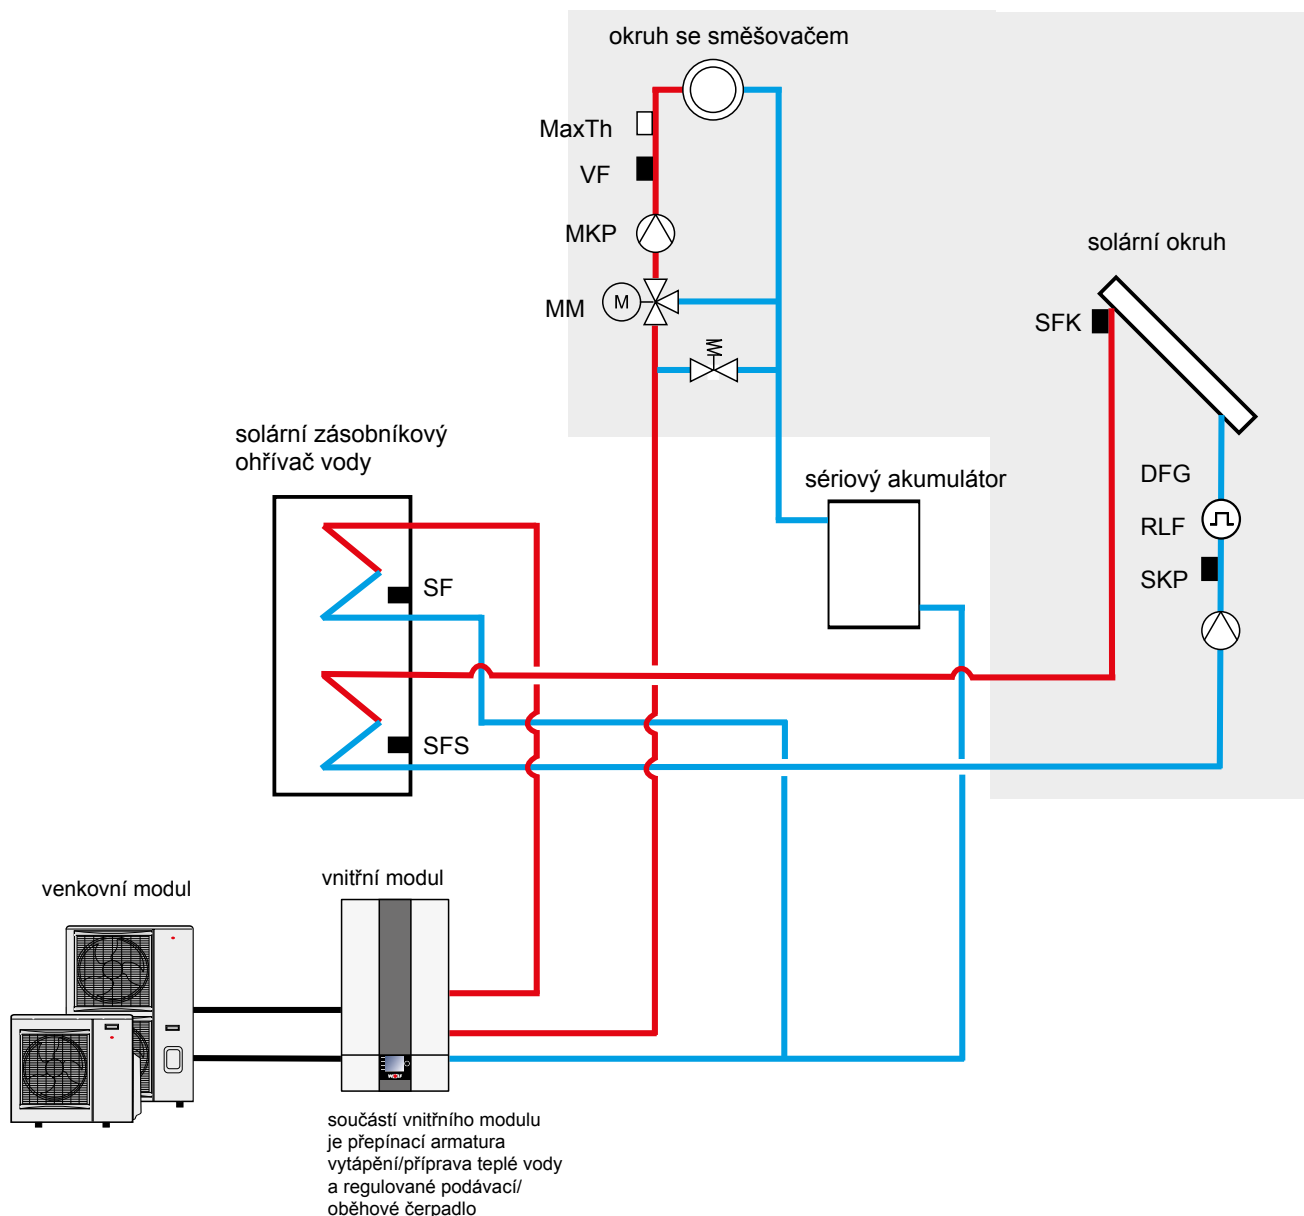 okruh se směšovačem
MaxTh
VF
MKP
MM
M
solární okruh
SFK
solární zásobníkový
ohřívač vody
sériový akumulátor
DFG
RLF
SKP
SF
SFS
venkovní modul
vnitřní modul
WOLF
součástí vnitřního modulu
je přepínací armatura
vytápění/příprava teplé vody
a regulované podávací/
oběhové čerpadlo